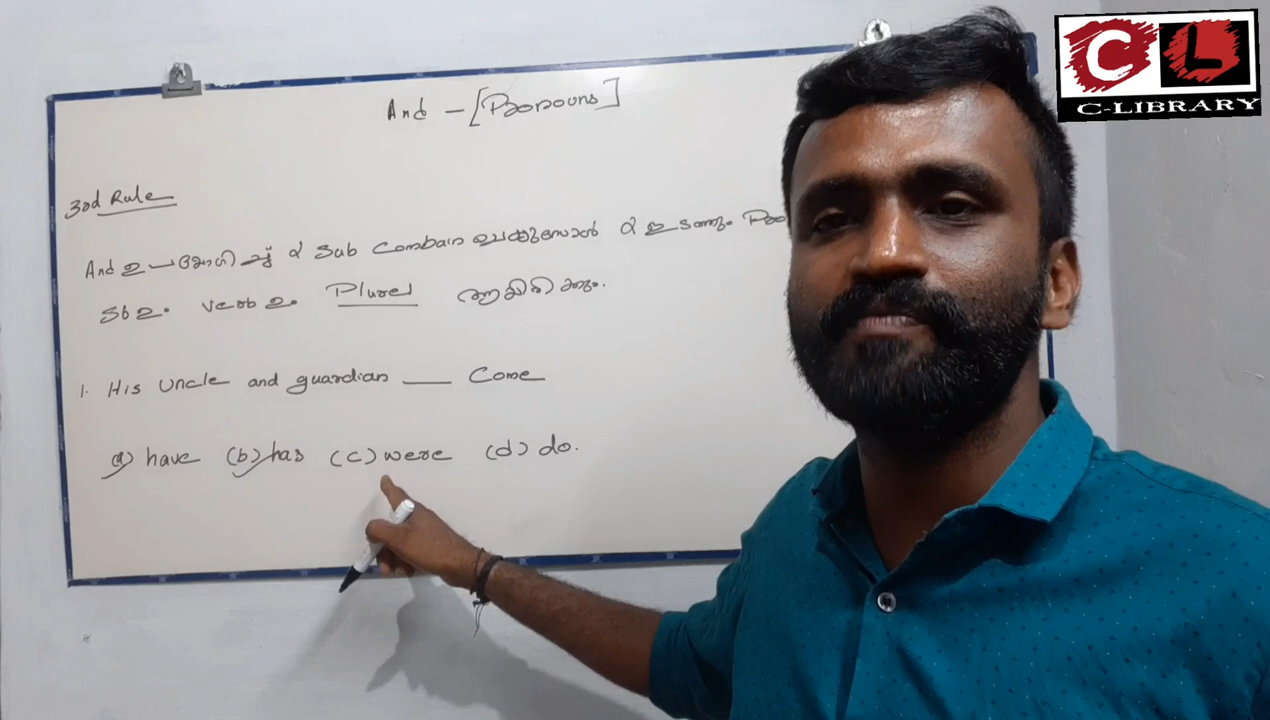 C L
C-LIBRARY
And - [Pronouns]
3rd Rule
And ഉപയോഗിച്ച് 2 Sub Combain ചെയ്യുമ്പോൾ 2 ഇടത്തും
Sb ഉം verb ഉം Plurel ആയിരിക്കും.
1. His Uncle and guardian ___ Come
(a) have (b) has (c) were (d) do.